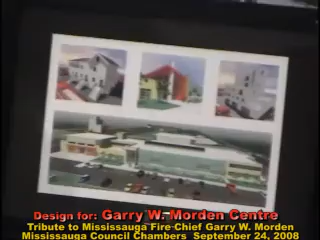 Design for: Garry W. Morden Centre
Tribute to Mississauga Fire Chief Garry W. Morden
Mississauga Council Chambers September 24, 2008